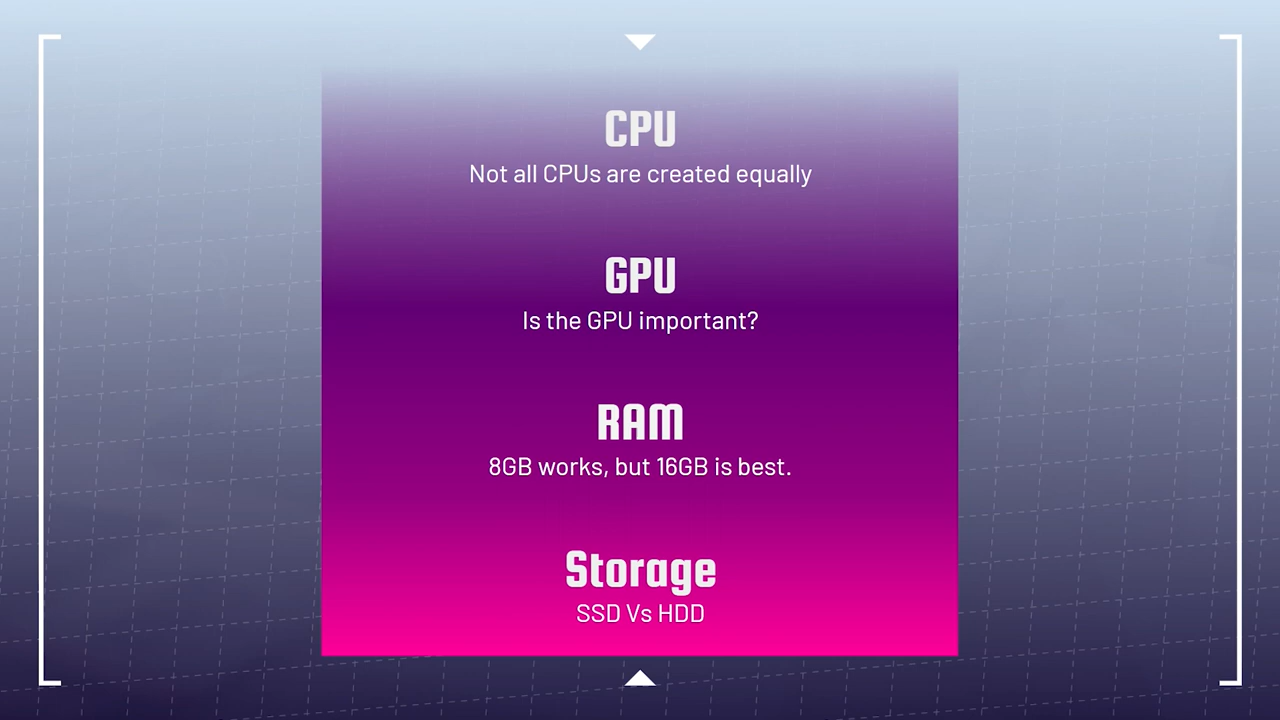 CPU
Not all CPUs are created equally
GPU
Is the GPU important?
RAM
8GB works, but 16GB is best.
Storage
SSD Vs HDD